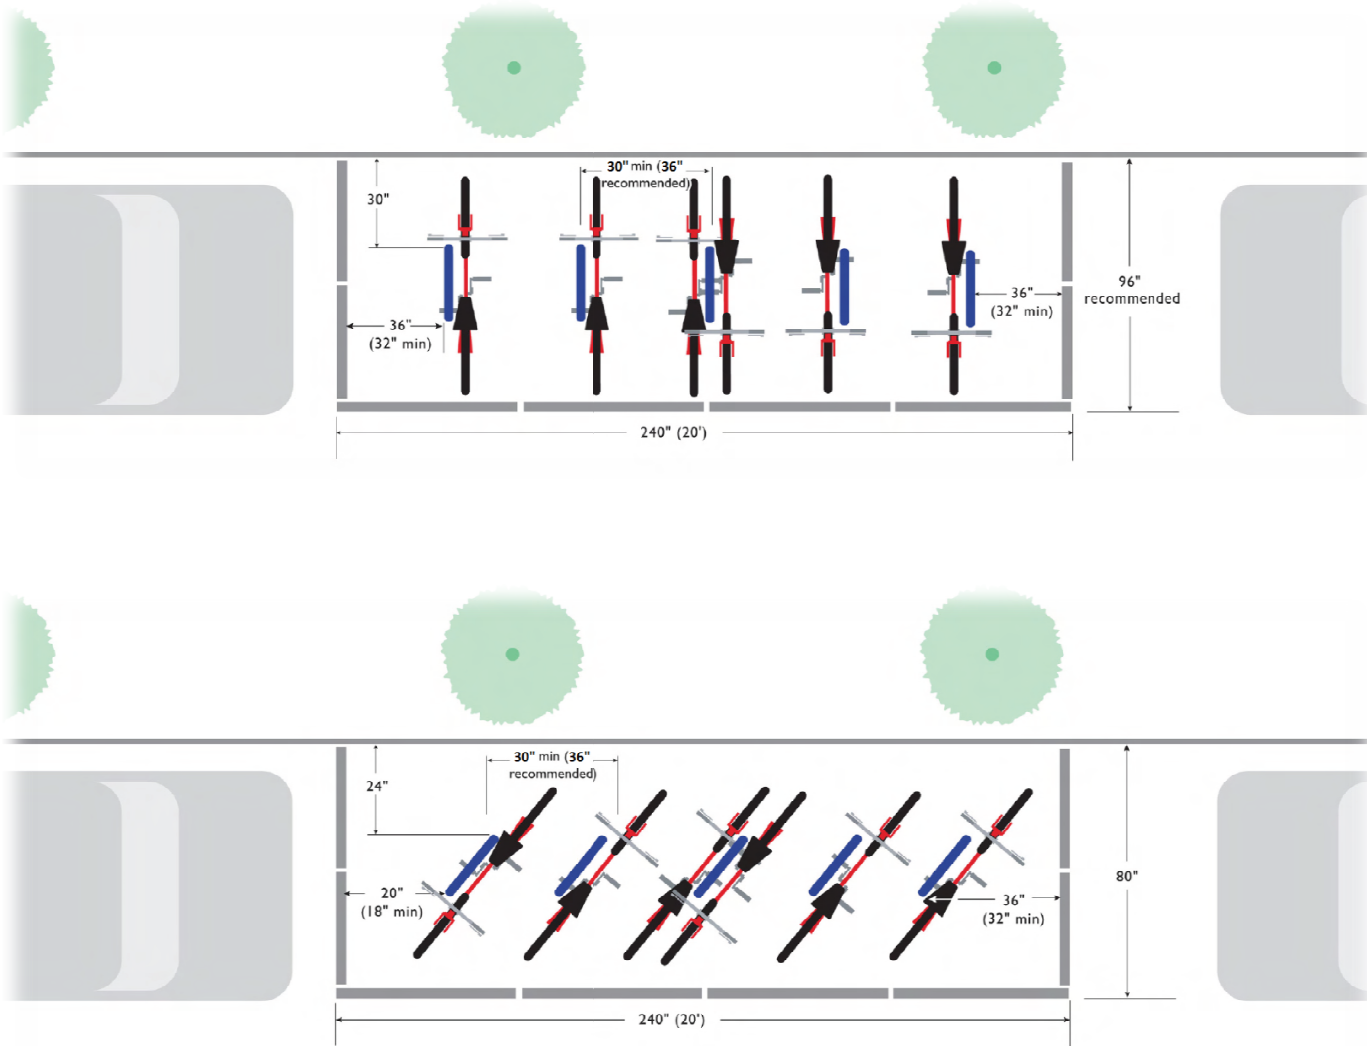 30" min (36"
recommended)
30"
96"
recommended
36"
(32" min)
36"
(32" min)
240" (20')
30" min (36"
recommended)
24"
80"
20"
(18" min)
36"
(32" min)
240" (20')